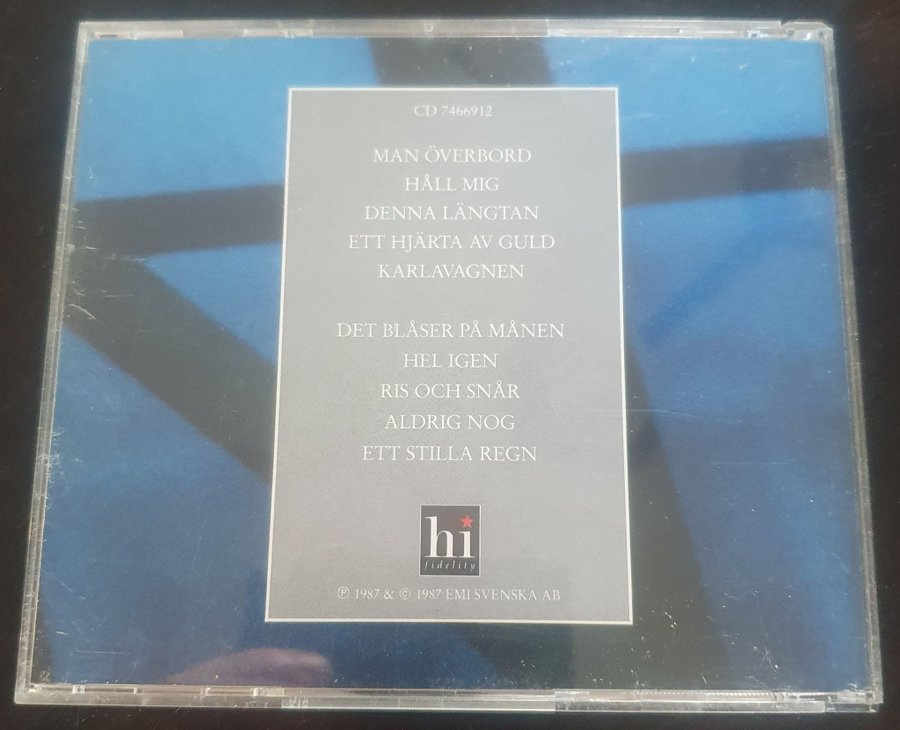 CD 7466912
MAN ÖVERBORD
HÅLL MIG
DENNA LÄNGTAN
ETT HJÄRTA AV GULD
KARLAVAGNEN
DET BLÅSER PÅ MÅNEN
HEL IGEN
RIS OCH SNÅR
ALDRIG NOG
ETT STILLA REGN
hi
fidelity
Ⓟ 1987 & © 1987 EMI SVENSKA AB